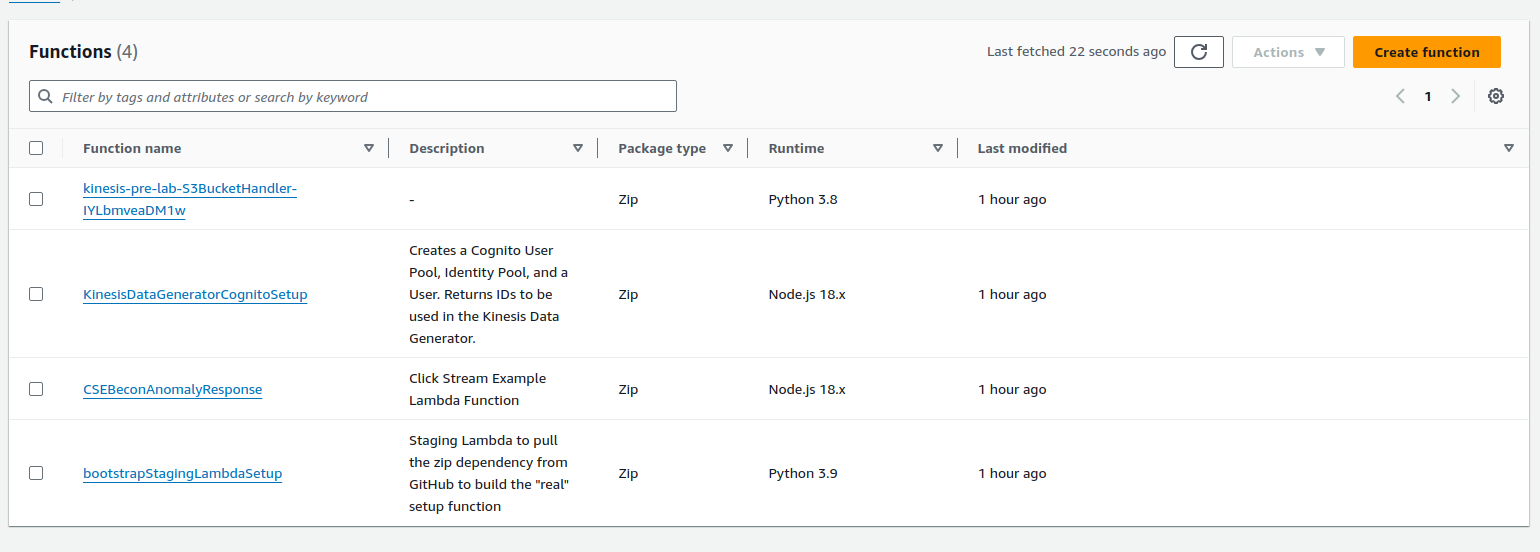 Functions (4)
Last fetched 22 seconds ago
Actions
Create function
Filter by tags and attributes or search by keyword
1
Function name Description Package type Runtime Last modified
kinesis-pre-lab-S3BucketHandler-
IYLbmveaDM1w
-
Zip
Python 3.8
1 hour ago
KinesisDataGeneratorCognitoSetup
Creates a Cognito User
Pool, Identity Pool, and a
User. Returns IDs to be
used in the Kinesis Data
Generator.
Zip
Node.js 18.x
1 hour ago
CSEBeconAnomalyResponse
Click Stream Example
Lambda Function
Zip
Node.js 18.x
1 hour ago
bootstrapStagingLambdaSetup
Staging Lambda to pull
the zip dependency from
GitHub to build the "real"
setup function
Zip
Python 3.9
1 hour ago